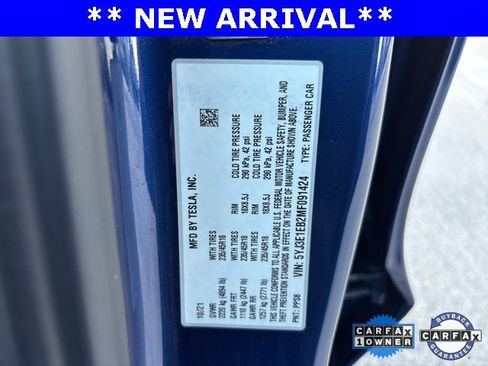 ** NEW ARRIVAL**
MFD BY TESLA, INC.
10/21
GVWR
2220 kg (4894 lb)
WITH TIRES
235/45R18
RIM
18X8.5J
COLD TIRE PRESSURE
290 kPa, 42 psi
GAWR FRT
1110 kg (2447 lb)
WITH TIRES
235/45R18
RIM
18X8.5J
COLD TIRE PRESSURE
290 kPa, 42 psi
GAWR RR
1257 kg (2771 lb)
THIS VEHICLE CONFORMS TO ALL APPLICABLE U.S. FEDERAL MOTOR VEHICLE SAFETY, BUMPER, AND
THEFT PREVENTION STANDARDS IN EFFECT ON THE DATE OF MANUFACTURE SHOWN ABOVE.
VIN: 5YJ3E1EB2MF091424
TYPE: PASSENGER CAR
PNT: PPSB
CARFAX
1 OWNER
BUYBACK
CARFAX
GUARANTEE